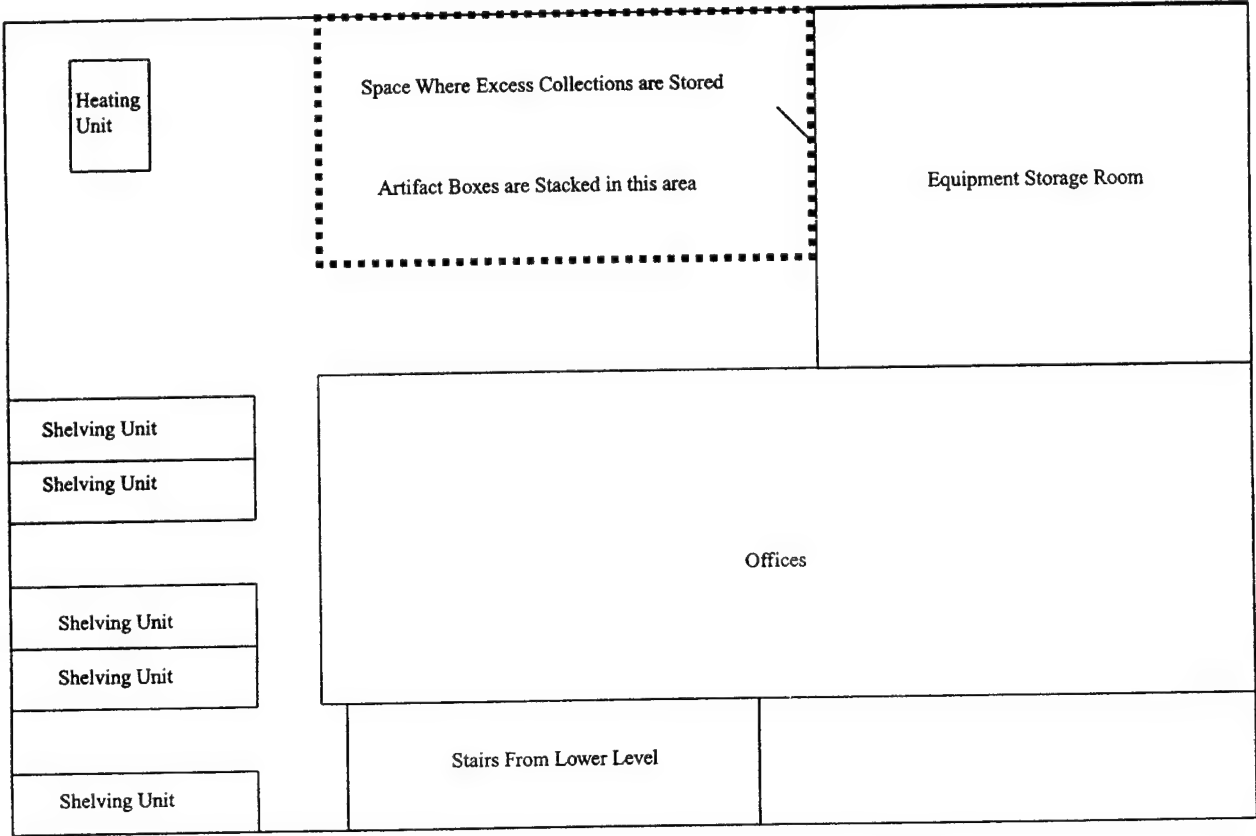 Heating
Unit
Space Where Excess Collections are Stored
Artifact Boxes are Stacked in this area
Equipment Storage Room
Shelving Unit
Shelving Unit
Offices
Shelving Unit
Shelving Unit
Stairs From Lower Level
Shelving Unit